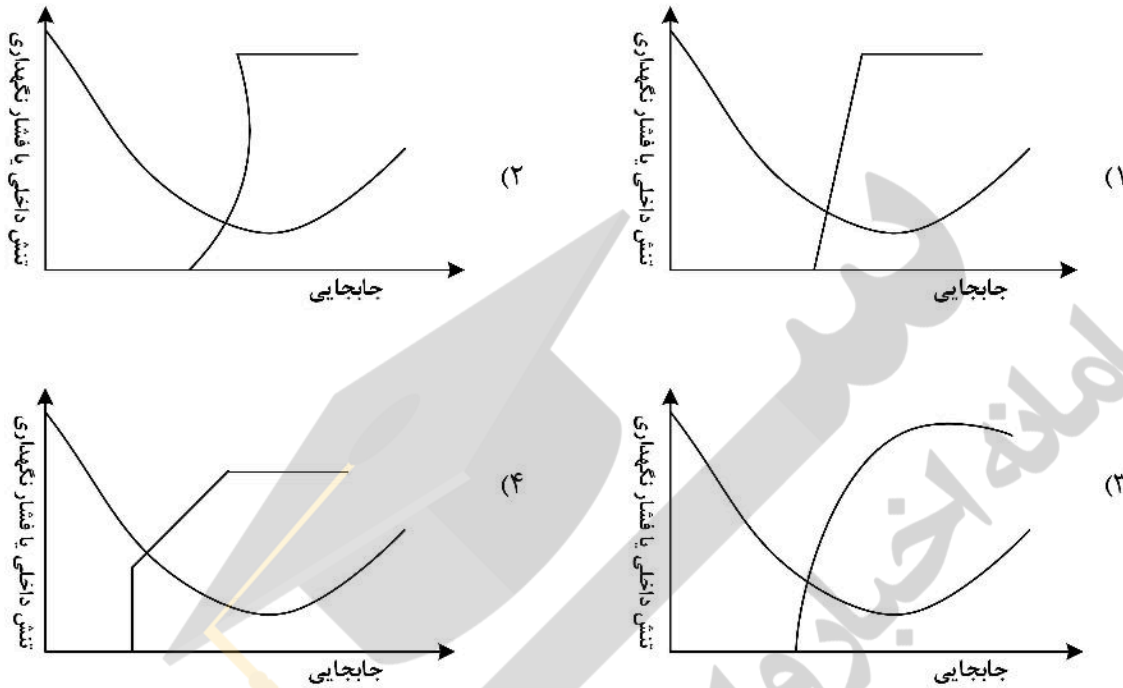 تنش داخلی یا فشار نگهداری
جابجایی
(۱
تنش داخلی یا فشار نگهداری
جابجایی
(۲
تنش داخلی یا فشار نگهداری
جابجایی
(۳
تنش داخلی یا فشار نگهداری
جابجایی
(۴